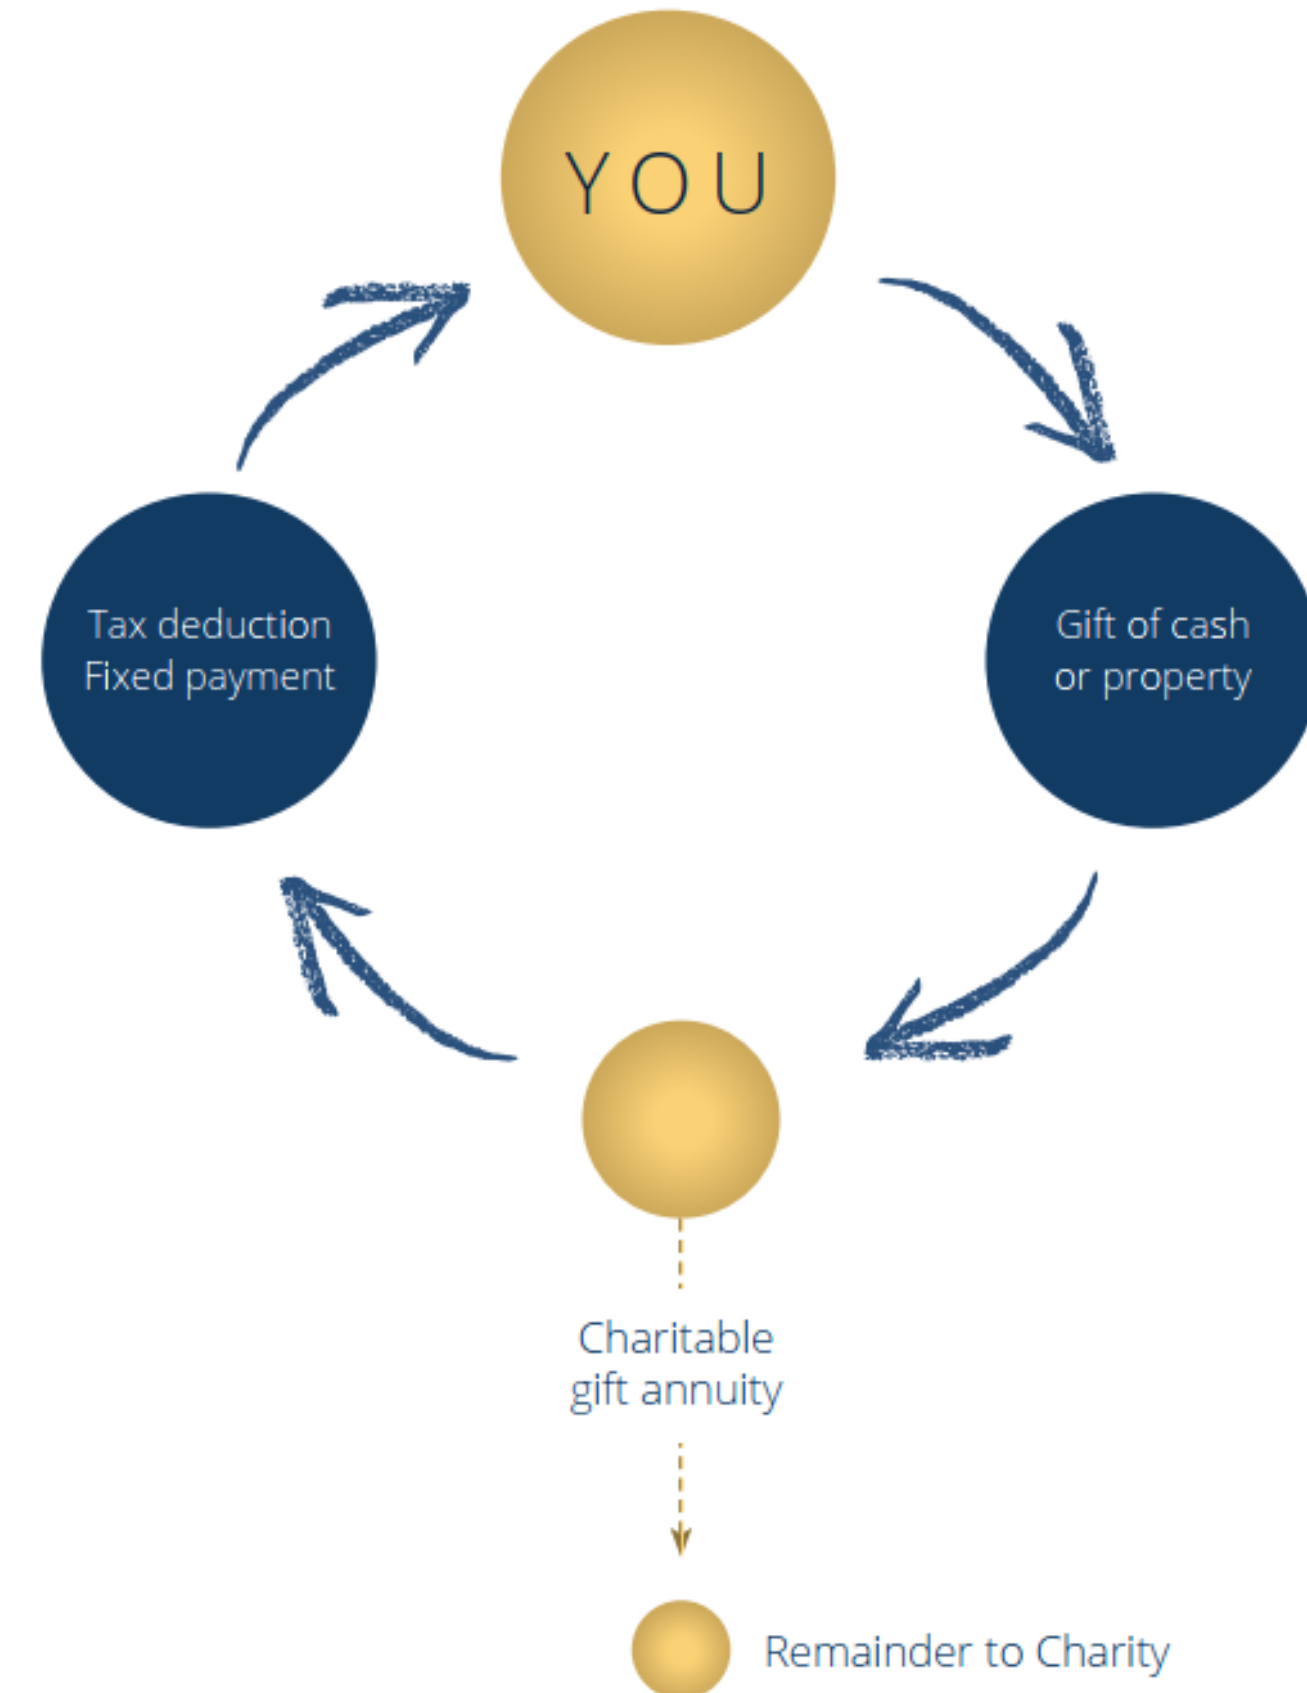 YOU
Tax deduction
Fixed payment
Gift of cash
or property
Charitable
gift annuity
Remainder to Charity